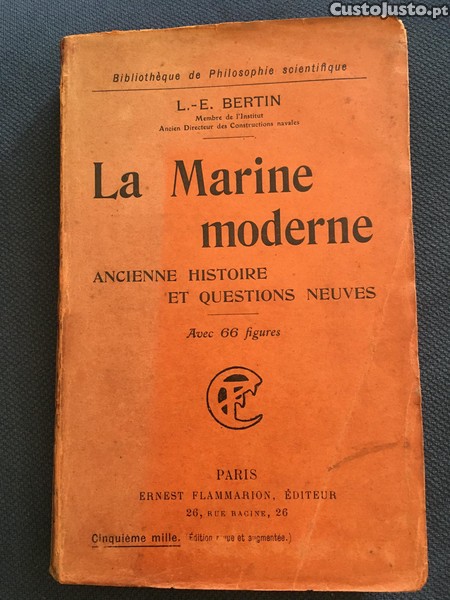 CustoJusto.pt
Bibliothèque de Philosophie scientifique
L.-E. BERTIN
Membre de l'Institut
Ancien Directeur des Constructions navales
La Marine
moderne
ANCIENNE HISTOIRE
ET QUESTIONS NEUVES
Avec 66 figures
PARIS
ERNEST FLAMMARION, ÉDITEUR
26, RUE RACINE, 26
Cinquième mille. (Édition et augmentée.)